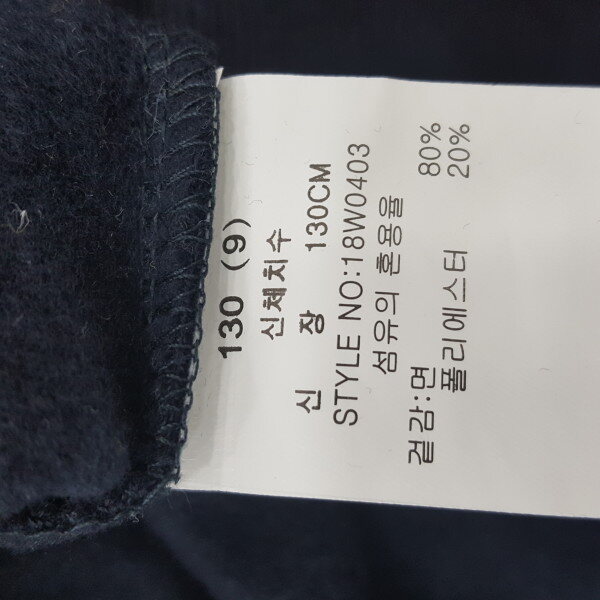 130 (9)
신체치수
신 장 130CM
STYLE NO:18W0403
섬유의 혼용율
겉감:면 80%
폴리에스터 20%